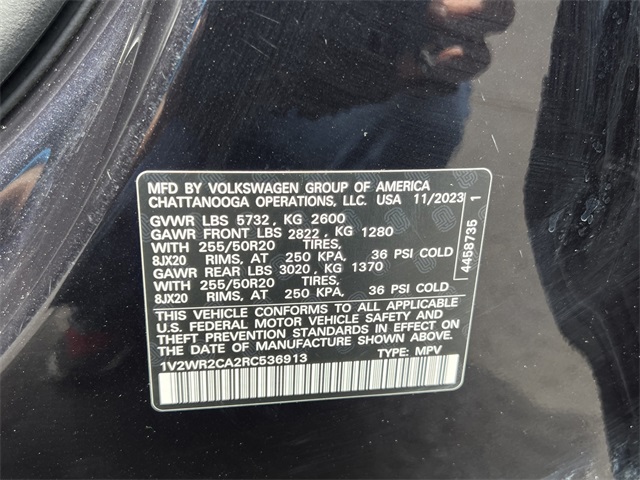 MFD BY VOLKSWAGEN GROUP OF AMERICA
CHATTANOOGA OPERATIONS, LLC. USA 11/2023
GVWR LBS 5732, KG 2600
GAWR FRONT LBS 2822, KG 1280
WITH 255/50R20 TIRES,
8JX20 RIMS, AT 250 KPA, 36 PSI COLD
GAWR REAR LBS 3020, KG 1370
WITH 255/50R20 TIRES,
8JX20 RIMS, AT 250 KPA, 36 PSI COLD
THIS VEHICLE CONFORMS TO ALL APPLICABLE
U.S. FEDERAL MOTOR VEHICLE SAFETY AND
THEFT PREVENTION STANDARDS IN EFFECT ON
THE DATE OF MANUFACTURE SHOWN ABOVE.
1V2WR2CA2RC536913 TYPE: MPV
4458735 1